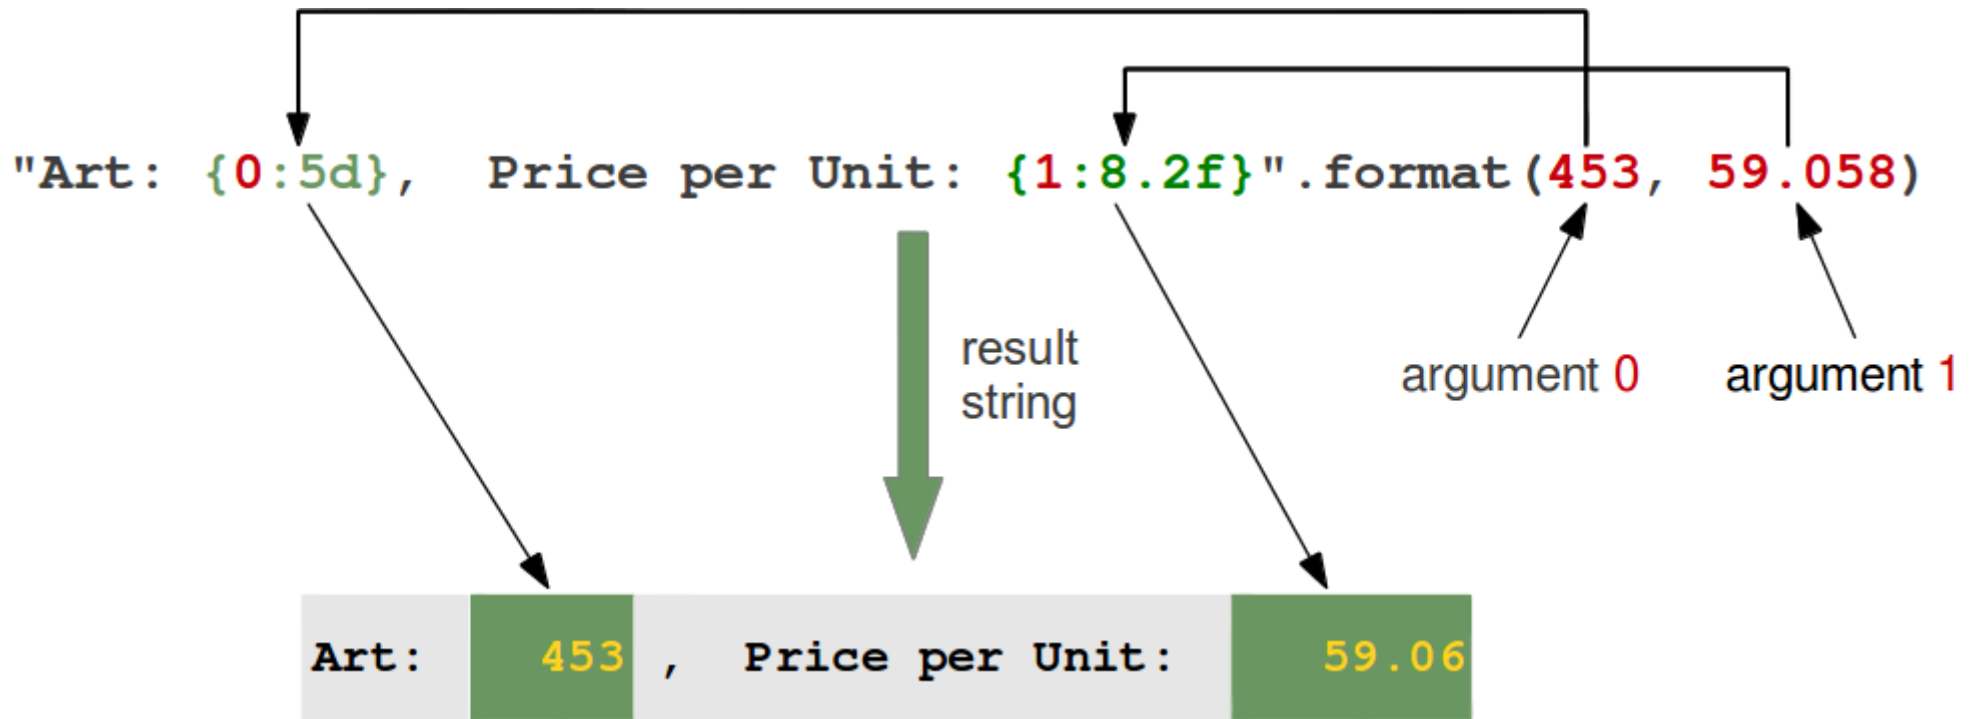 "Art: {0:5d},  Price per Unit: {1:8.2f}".format(453, 59.058)
result
string
argument 0 argument 1
Art:   453 ,  Price per Unit:    59.06